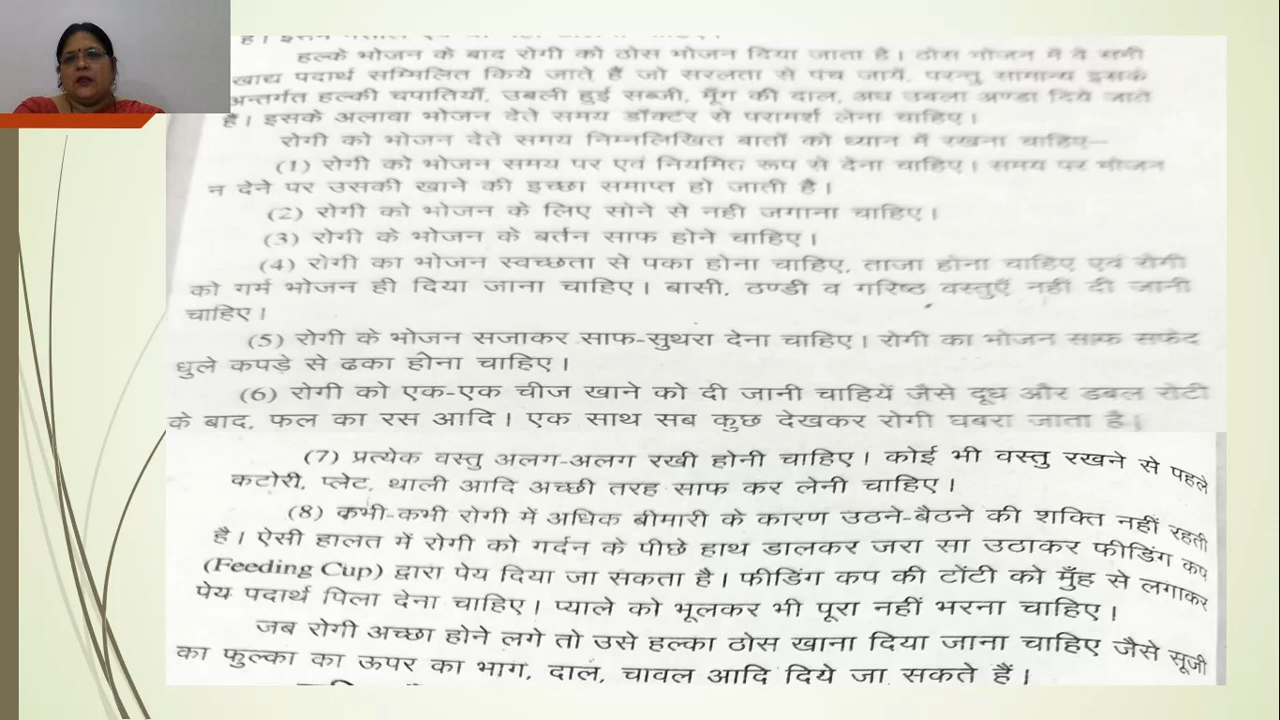 हल्के भोजन के बाद रोगी को ठोस भोजन दिया जाता है। ठोस भोजन में वे सभी
खाद्य पदार्थ सम्मिलित किये जाते हैं जो सरलता से पच जायें, परन्तु सामान्य इसके
अन्तर्गत हल्की चपातियाँ, उबली हुई सब्जी, मूँग की दाल, अध उबला अण्डा दिये जाते
हैं। इसके अलावा भोजन देते समय डॉक्टर से परामर्श लेना चाहिए।
रोगी को भोजन देते समय निम्नलिखित बातों को ध्यान में रखना चाहिए–
(1) रोगी को भोजन समय पर एवं नियमित रूप से देना चाहिए। समय पर भोजन
न देने पर उसकी खाने की इच्छा समाप्त हो जाती है।
(2) रोगी को भोजन के लिए सोने से नही जगाना चाहिए।
(3) रोगी के भोजन के बर्तन साफ होने चाहिए।
(4) रोगी का भोजन स्वच्छता से पका होना चाहिए, ताजा होना चाहिए एवं रोगी
को गर्म भोजन ही दिया जाना चाहिए। बासी, ठण्डी व गरिष्ठ वस्तुएँ नहीं दी जानी
चाहिए।
(5) रोगी के भोजन सजाकर साफ-सुथरा देना चाहिए। रोगी का भोजन साफ सफेद
धुले कपड़े से ढका होना चाहिए।
(6) रोगी को एक-एक चीज खाने को दी जानी चाहियें जैसे दूध और डबल रोटी
के बाद, फल का रस आदि। एक साथ सब कुछ देखकर रोगी घबरा जाता है।
(7) प्रत्येक वस्तु अलग-अलग रखी होनी चाहिए। कोई भी वस्तु रखने से पहले
कटोरी, प्लेट, थाली आदि अच्छी तरह साफ कर लेनी चाहिए।
(8) कभी-कभी रोगी में अधिक बीमारी के कारण उठने-बैठने की शक्ति नहीं रहती
है। ऐसी हालत में रोगी को गर्दन के पीछे हाथ डालकर जरा सा उठाकर फीडिंग कप
(Feeding Cup) द्वारा पेय दिया जा सकता है। फीडिंग कप की टोंटी को मुँह से लगाकर
पेय पदार्थ पिला देना चाहिए। प्याले को भूलकर भी पूरा नहीं भरना चाहिए।
जब रोगी अच्छा होने लगे तो उसे हल्का ठोस खाना दिया जाना चाहिए जैसे सूजी
का फुल्का का ऊपर का भाग, दाल, चावल आदि दिये जा सकते हैं।